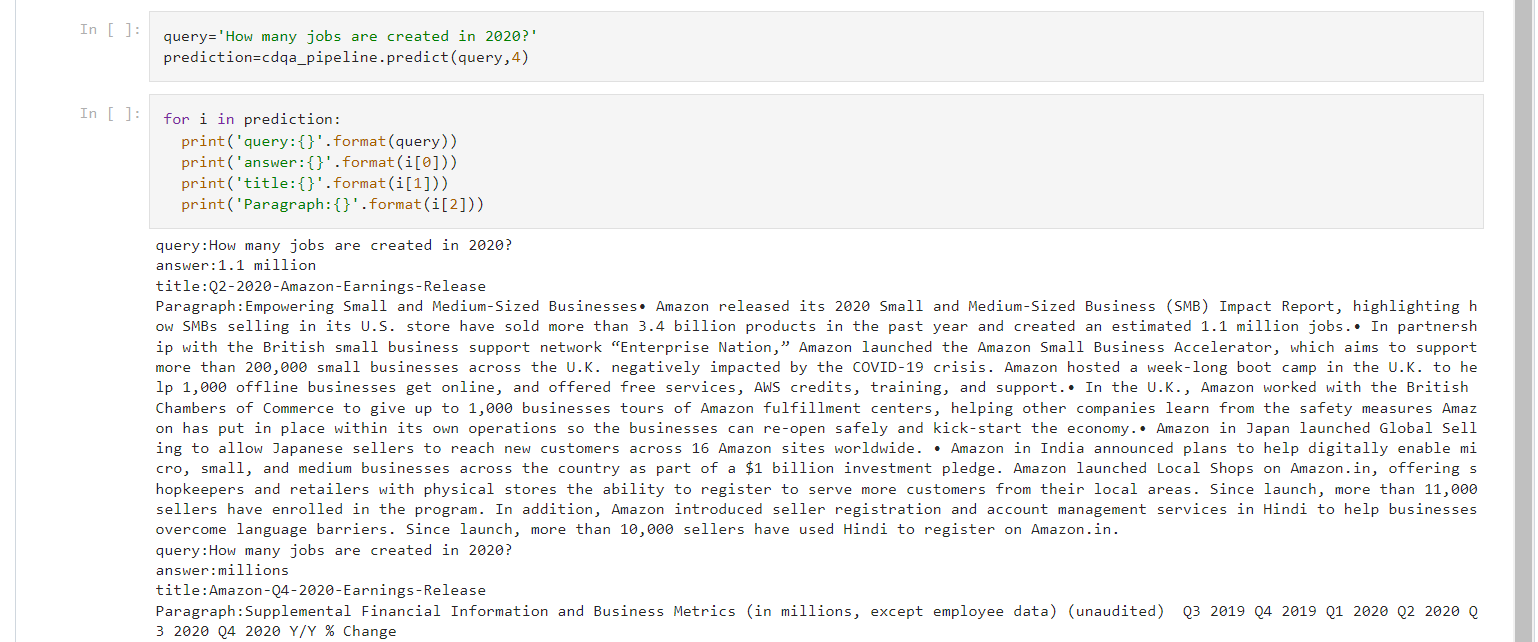 In [ ]:
query='How many jobs are created in 2020?'
prediction=cdqa_pipeline.predict(query,4)
In [ ]:
for i in prediction:
  print('query:{}'.format(query))
  print('answer:{}'.format(i[0]))
  print('title:{}'.format(i[1]))
  print('Paragraph:{}'.format(i[2]))
query:How many jobs are created in 2020?
answer:1.1 million
title:Q2-2020-Amazon-Earnings-Release
Paragraph:Empowering Small and Medium-Sized Businesses• Amazon released its 2020 Small and Medium-Sized Business (SMB) Impact Report, highlighting h
ow SMBs selling in its U.S. store have sold more than 3.4 billion products in the past year and created an estimated 1.1 million jobs.• In partnersh
ip with the British small business support network “Enterprise Nation,” Amazon launched the Amazon Small Business Accelerator, which aims to support
more than 200,000 small businesses across the U.K. negatively impacted by the COVID-19 crisis. Amazon hosted a week-long boot camp in the U.K. to he
lp 1,000 offline businesses get online, and offered free services, AWS credits, training, and support.• In the U.K., Amazon worked with the British
Chambers of Commerce to give up to 1,000 businesses tours of Amazon fulfillment centers, helping other companies learn from the safety measures Amaz
on has put in place within its own operations so the businesses can re-open safely and kick-start the economy.• Amazon in Japan launched Global Sell
ing to allow Japanese sellers to reach new customers across 16 Amazon sites worldwide. • Amazon in India announced plans to help digitally enable mi
cro, small, and medium businesses across the country as part of a $1 billion investment pledge. Amazon launched Local Shops on Amazon.in, offering s
hopkeepers and retailers with physical stores the ability to register to serve more customers from their local areas. Since launch, more than 11,000
sellers have enrolled in the program. In addition, Amazon introduced seller registration and account management services in Hindi to help businesses
overcome language barriers. Since launch, more than 10,000 sellers have used Hindi to register on Amazon.in.
query:How many jobs are created in 2020?
answer:millions
title:Amazon-Q4-2020-Earnings-Release
Paragraph:Supplemental Financial Information and Business Metrics (in millions, except employee data) (unaudited)  Q3 2019 Q4 2019 Q1 2020 Q2 2020 Q
3 2020 Q4 2020 Y/Y % Change